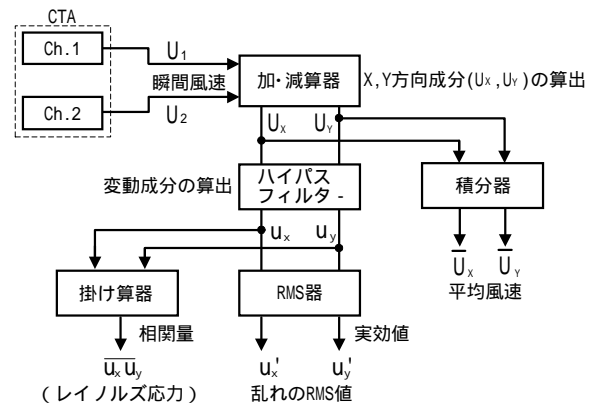 CTA
Ch.1
U1
瞬間風速
Ch.2
U2
加・減算器
X,Y方向成分(UX,UY)の算出
UX UY
変動成分の算出
ハイパス
フィルタ-
積分器
ux uy
U̅X U̅Y
平均風速
掛け算器
RMS器
相関量
実効値
u̅x̅ u̅y̅
(レイノルズ応力)
ux' uy'
乱れのRMS値